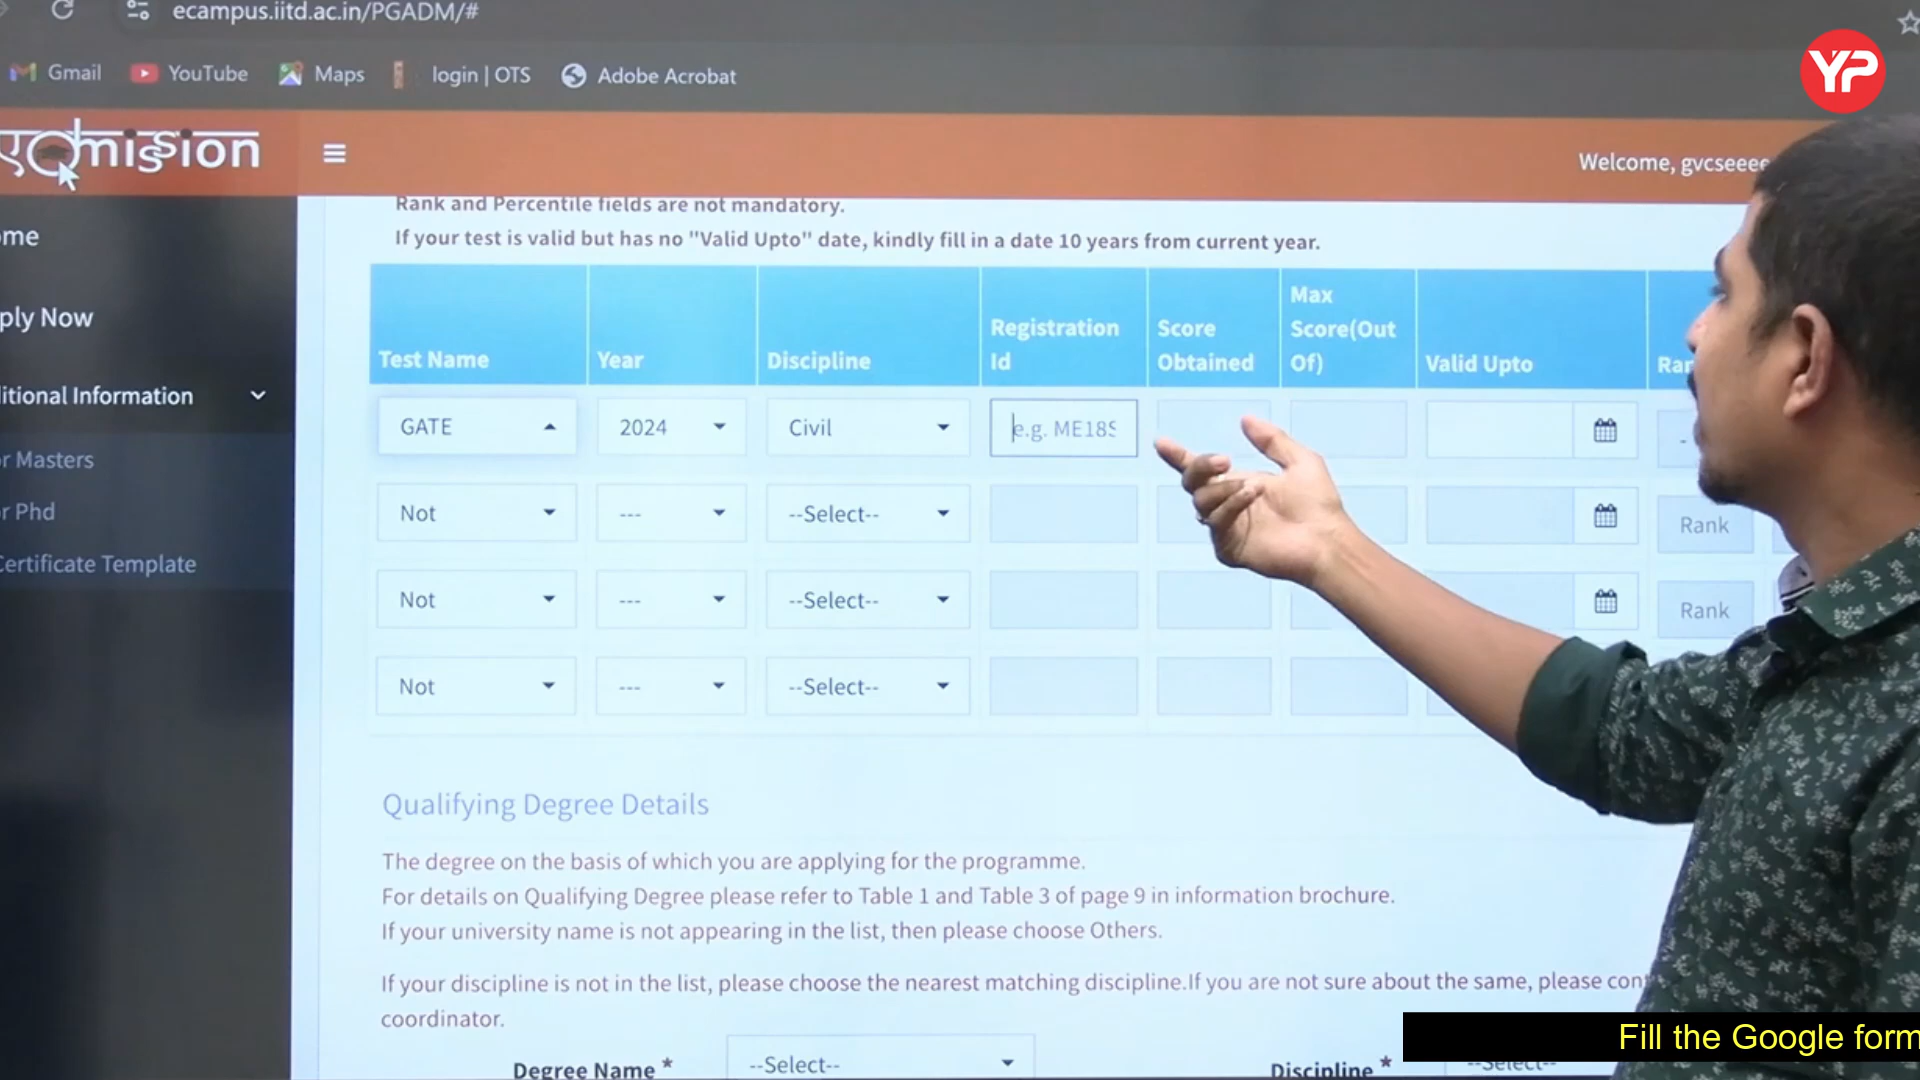 ecampus.iitd.ac.in/PGADM/#
Gmail YouTube Maps login | OTS Adobe Acrobat
YP
एdmission
Welcome, gvcseeee
Rank and Percentile fields are not mandatory.
If your test is valid but has no "Valid Upto" date, kindly fill in a date 10 years from current year.
ome
ply Now
itional Information
r Masters
r Phd
Certificate Template
Test Name Year Discipline Registration Id Score Obtained Max Score(Out Of) Valid Upto Ran
GATE 2024 Civil e.g. ME18S -
Not --- --Select-- Rank
Not --- --Select-- Rank
Not --- --Select--
Qualifying Degree Details
The degree on the basis of which you are applying for the programme.
For details on Qualifying Degree please refer to Table 1 and Table 3 of page 9 in information brochure.
If your university name is not appearing in the list, then please choose Others.
If your discipline is not in the list, please choose the nearest matching discipline.If you are not sure about the same, please con
coordinator.
Degree Name * --Select-- Discipline * --Select--
Fill the Google form